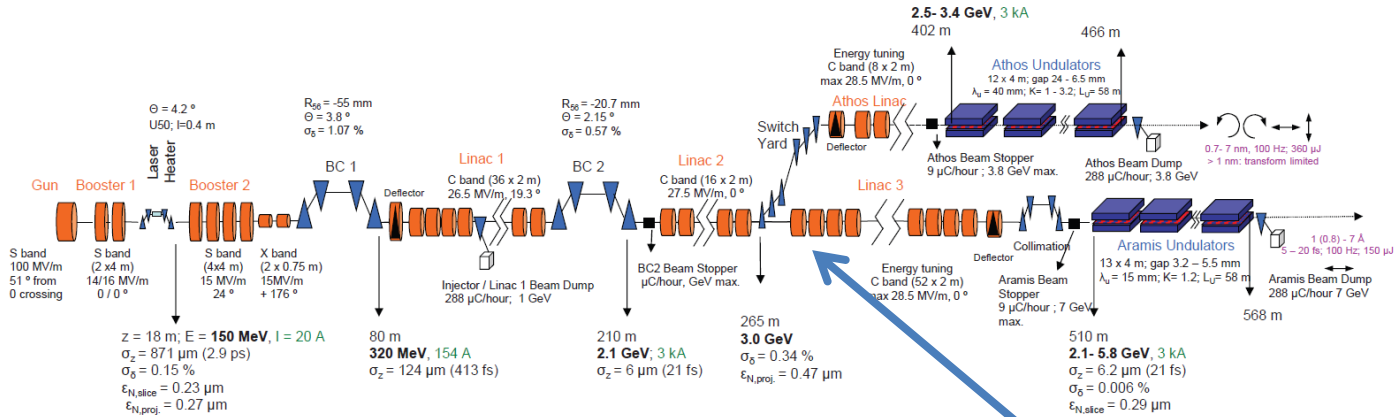 2.5- 3.4 GeV, 3 kA
402 m
466 m
Energy tuning
C band (8 x 2 m)
max 28.5 MV/m, 0 º
Athos Linac
Athos Undulators
12 x 4 m; gap 24 - 6.5 mm
λu = 40 mm; K= 1 - 3.2; LU= 58 m
Switch
Yard
Deflector
Athos Beam Stopper
9 µC/hour ; 3.8 GeV max.
Athos Beam Dump
288 µC/hour; 3.8 GeV
0.7- 7 nm, 100 Hz; 360 µJ
> 1 nm: transform limited
Θ = 4.2 º
U50; l=0.4 m
Laser
Heater
R56 = -55 mm
Θ = 3.8 º
σδ = 1.07 %
R56 = -20.7 mm
Θ = 2.15 º
σδ = 0.57 %
Gun
Booster 1
Booster 2
BC 1
Deflector
Linac 1
C band (36 x 2 m)
26.5 MV/m, 19.3 º
BC 2
Linac 2
C band (16 x 2 m)
27.5 MV/m, 0 º
Linac 3
S band
100 MV/m
51 º from
0 crossing
S band
(2 x4 m)
14/16 MV/m
0 / 0 º
S band
(4x4 m)
15 MV/m
24 º
X band
(2 x 0.75 m)
15MV/m
+ 176 º
Injector / Linac 1 Beam Dump
288 µC/hour; 1 GeV
BC2 Beam Stopper
µC/hour, GeV max.
Energy tuning
C band (52 x 2 m)
max 28.5 MV/m, 0 º
Deflector
Collimation
Aramis Beam
Stopper
9 µC/hour ; 7 GeV
max.
Aramis Undulators
13 x 4 m; gap 3.2 – 5.5 mm
λu = 15 mm; K= 1.2; LU= 58 m
1 (0.8) - 7 Å
5 – 20 fs; 100 Hz; 150 µJ
Aramis Beam Dump
288 µC/hour 7 GeV
568 m
z = 18 m; E = 150 MeV, I = 20 A
σz = 871 µm (2.9 ps)
σδ = 0.15 %
εN,slice = 0.23 µm
εN,proj. = 0.27 µm
80 m
320 MeV, 154 A
σz = 124 µm (413 fs)
210 m
2.1 GeV; 3 kA
σz = 6 µm (21 fs)
265 m
3.0 GeV
σδ = 0.34 %
εN,proj. = 0.47 µm
510 m
2.1- 5.8 GeV, 3 kA
σz = 6.2 µm (21 fs)
σδ = 0.006 %
εN,slice = 0.29 µm